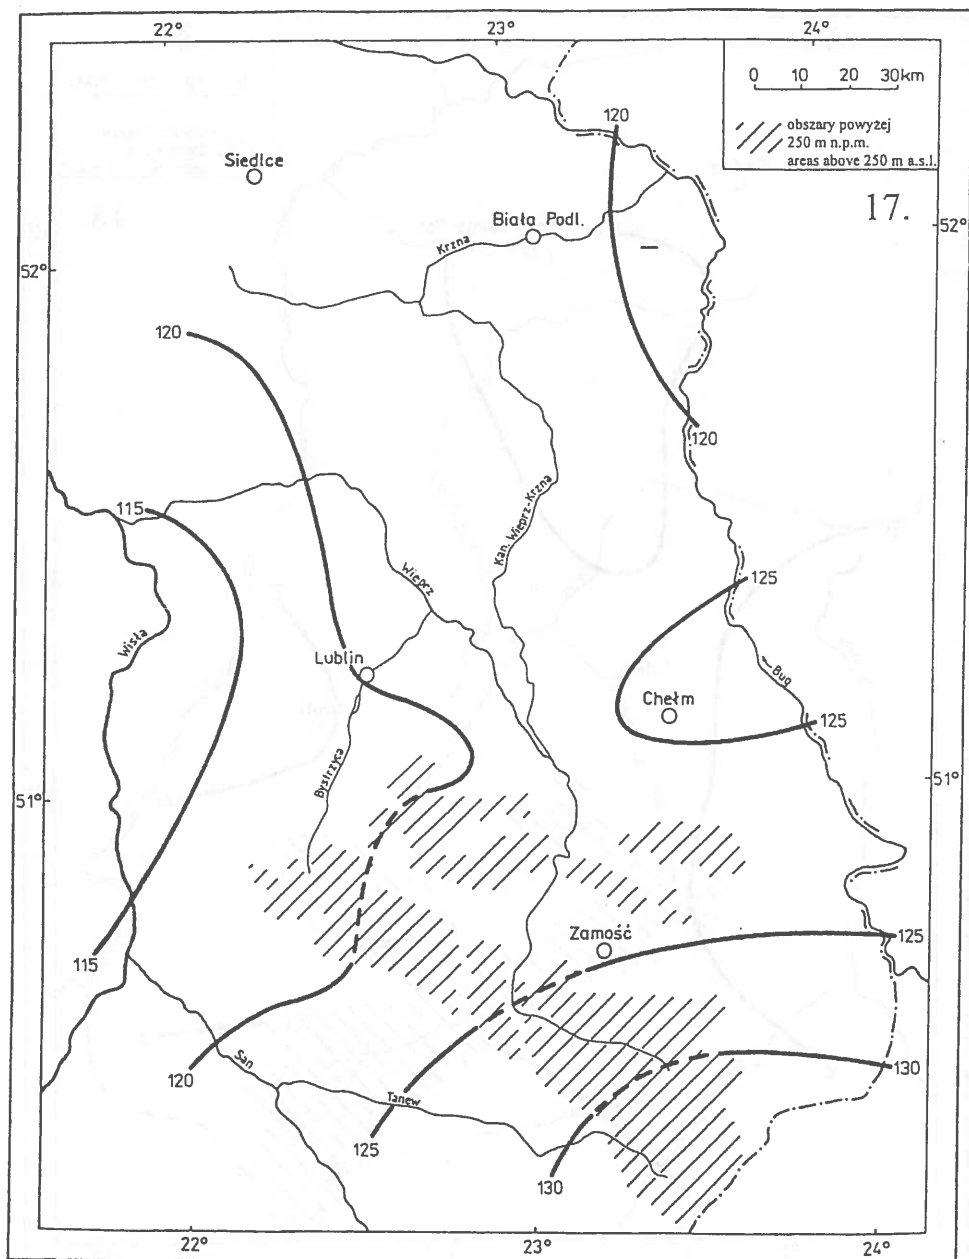 22°
23°
24°
0 10 20 30km
obszary powyżej
250 m n.p.m.
areas above 250 m a.s.l.
17.
120
Siedlce
Biała Podl.
Krzna
52°
52°
120
120
115
Kan. Wieprz-Krzna
Wieprz
125
Wisła
Lublin
Bug
Chełm
125
Bystrzyca
51°
51°
Zamość
125
115
San
120
Tanew
130
125
130
22°
23°
24°